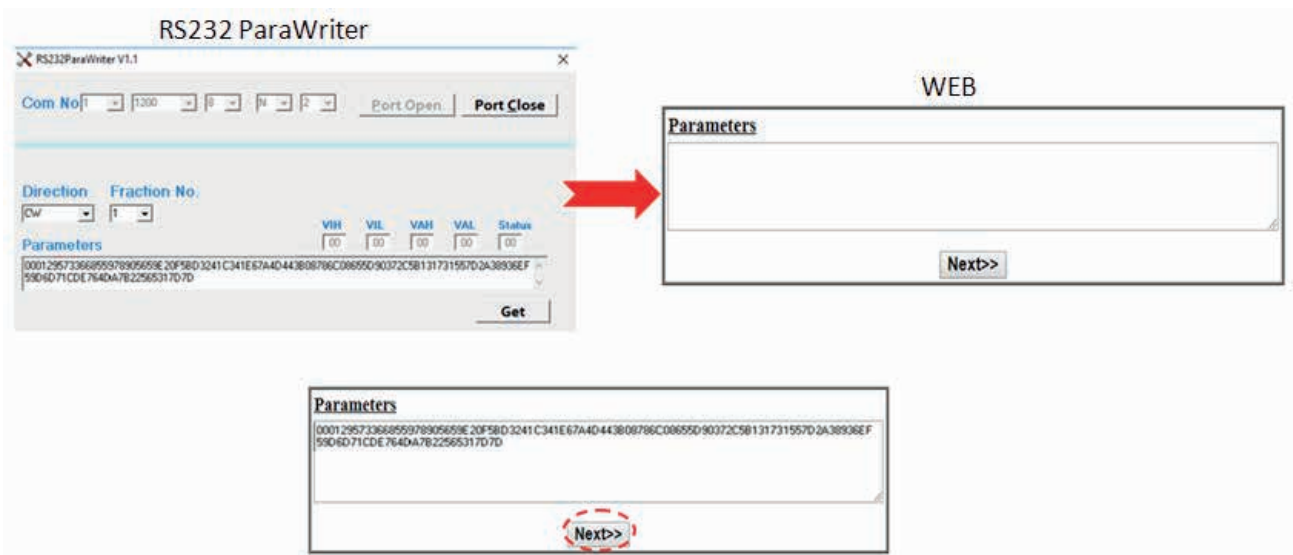 RS232 ParaWriter
RS232ParaWriter V1.1
Com No 1 1200 8 N 2 Port Open Port Close
Direction Fraction No.
CW 1
VIH VIL VAH VAL Status
00 00 00 00 00
Parameters
00012957336685597890565 9E20F5BD3241C341E67A4D443B08786C08655D90372C5B131731557D2A38936EF
59D6D71CDE764DA7B22565317D7D
Get
WEB
Parameters
Next>>
Parameters
000129573366855978905659E20F5BD3241C341E67A4D443B08786C08655D90372C5B131731557D2A38936EF
59D6D71CDE764DA7B22565317D7D
Next>>